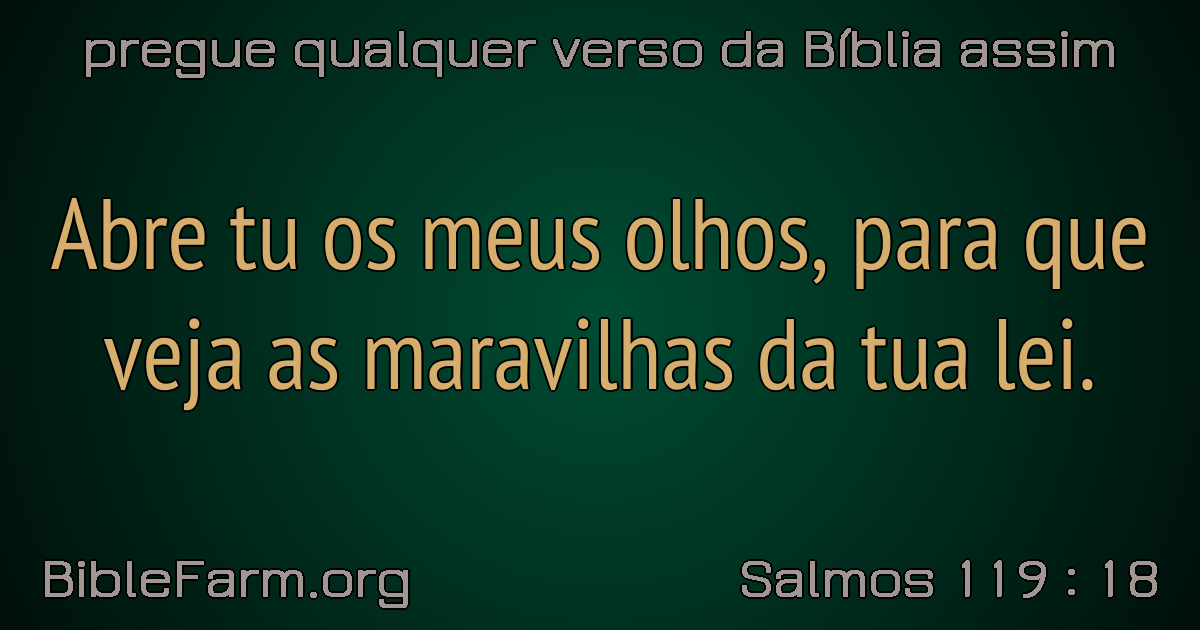 pregue qualquer verso da Bíblia assim
Abre tu os meus olhos, para que
veja as maravilhas da tua lei.
BibleFarm.org
Salmos 119 : 18